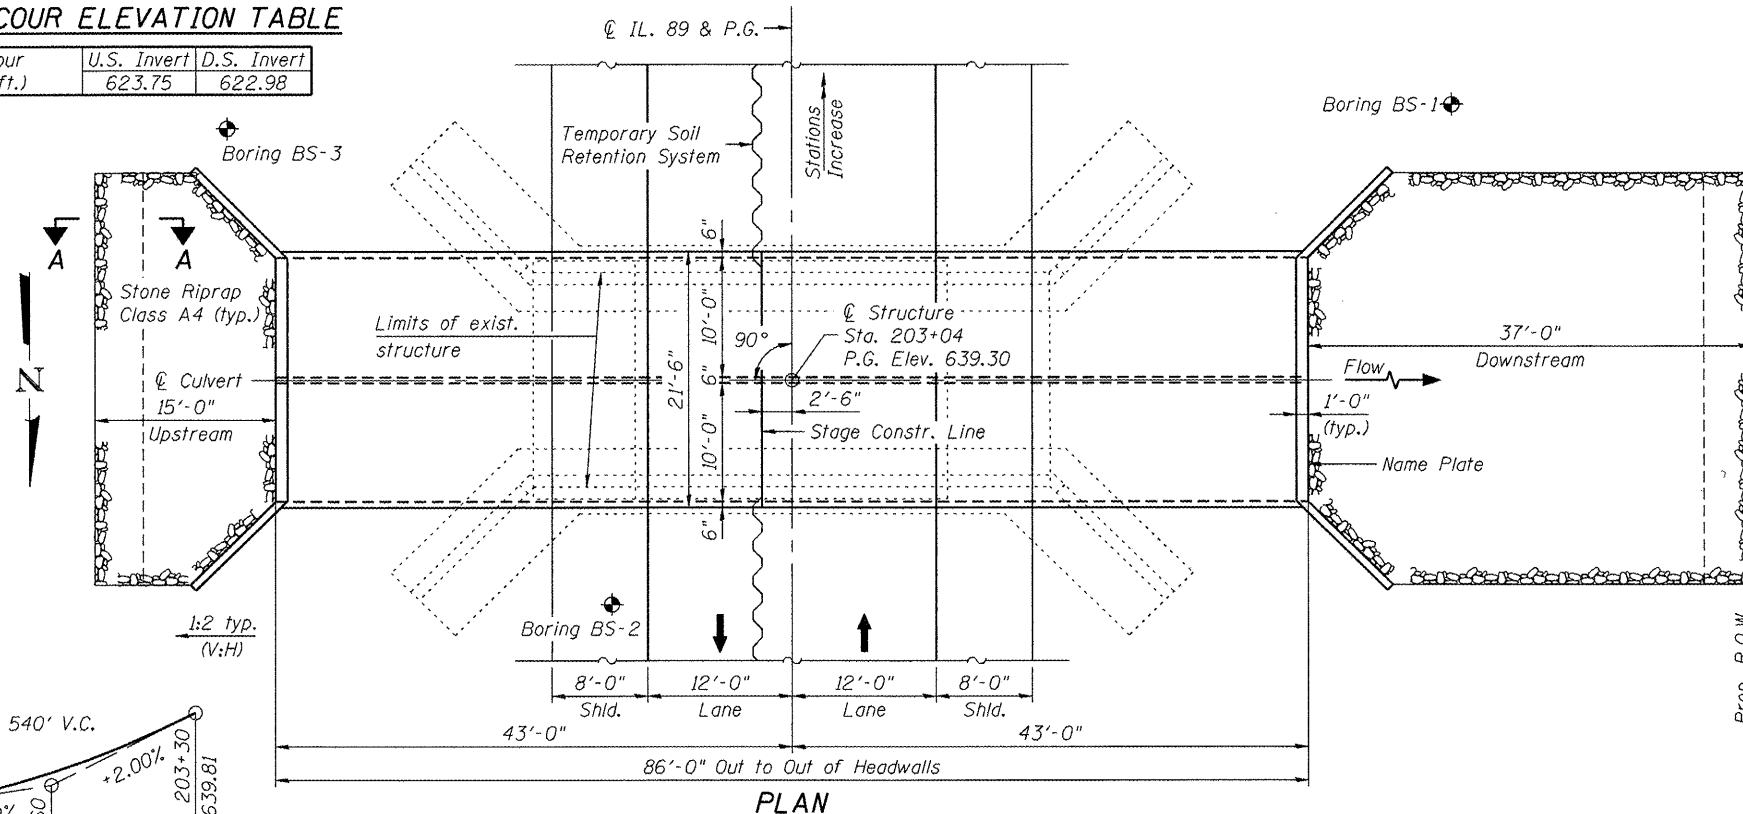 COUR ELEVATION TABLE
our
U.S. Invert
D.S. Invert
ft.)
623.75
622.98
℄ IL. 89 & P.G.
Boring BS-3
Temporary Soil
Retention System
Stations
Increase
Boring BS-1
A
A
Stone Riprap
Class A4 (typ.)
Limits of exist.
structure
6"
10'-0"
21'-6"
6"
10'-0"
6"
90°
℄ Structure
Sta. 203+04
P.G. Elev. 639.30
2'-6"
Stage Constr. Line
N
℄ Culvert
15'-0"
Upstream
37'-0"
Downstream
Flow
1'-0"
(typ.)
Name Plate
Boring BS-2
1:2 typ.
(V:H)
8'-0"
12'-0"
12'-0"
8'-0"
Shld.
Lane
Lane
Shld.
43'-0"
43'-0"
86'-0" Out to Out of Headwalls
PLAN
540' V.C.
+2.00%
203+30
639.81
60
%
Prop. R.O.W.